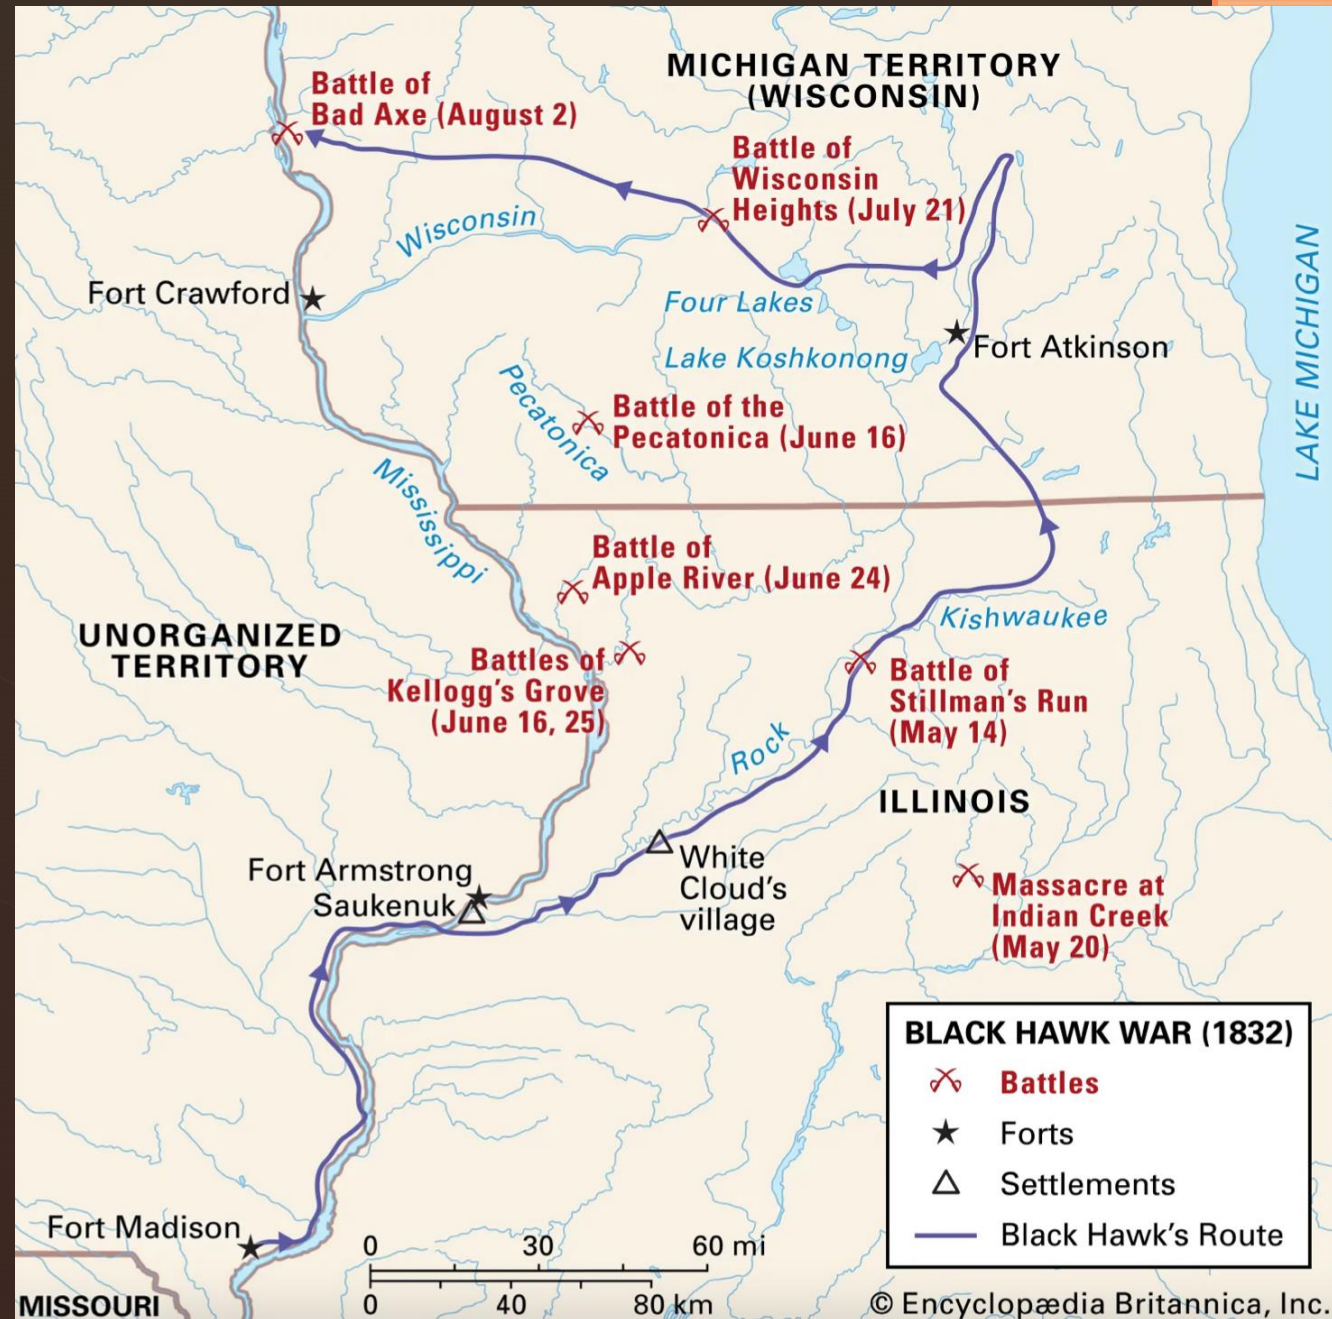 MICHIGAN TERRITORY
(WISCONSIN)
Battle of
Bad Axe (August 2)
Battle of
Wisconsin
Heights (July 21)
Wisconsin
Fort Crawford
Four Lakes
Lake Koshkonong
Fort Atkinson
LAKE MICHIGAN
Pecatonica
Battle of the
Pecatonica (June 16)
Mississippi
Battle of
Apple River (June 24)
Kishwaukee
UNORGANIZED
TERRITORY
Battles of
Kellogg's Grove
(June 16, 25)
Battle of
Stillman's Run
(May 14)
Rock
ILLINOIS
White
Cloud's
village
Fort Armstrong
Saukenuk
Massacre at
Indian Creek
(May 20)
BLACK HAWK WAR (1832)
Battles
Forts
Settlements
Black Hawk's Route
Fort Madison
0 30 60 mi
0 40 80 km
MISSOURI
© Encyclopædia Britannica, Inc.